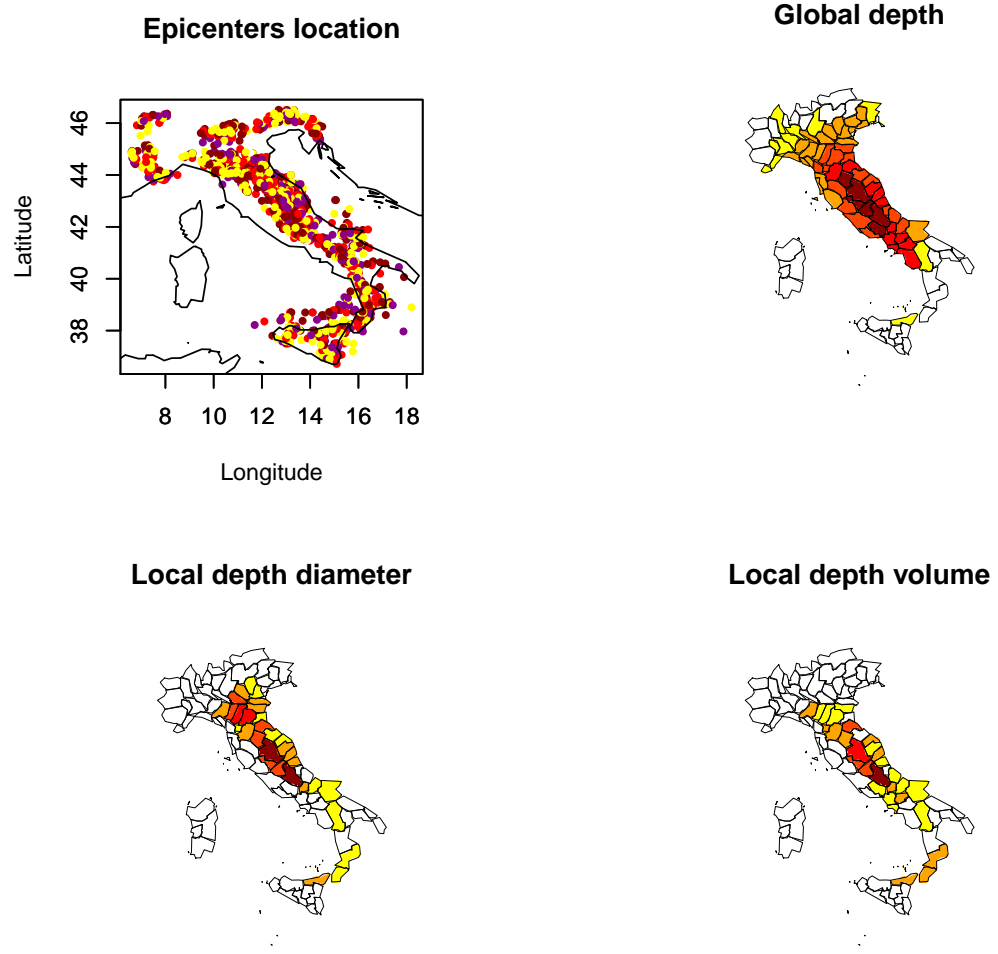 Epicenters location
Latitude
46
44
42
40
38
8 10 12 14 16 18
Longitude
Global depth
Local depth diameter
Local depth volume